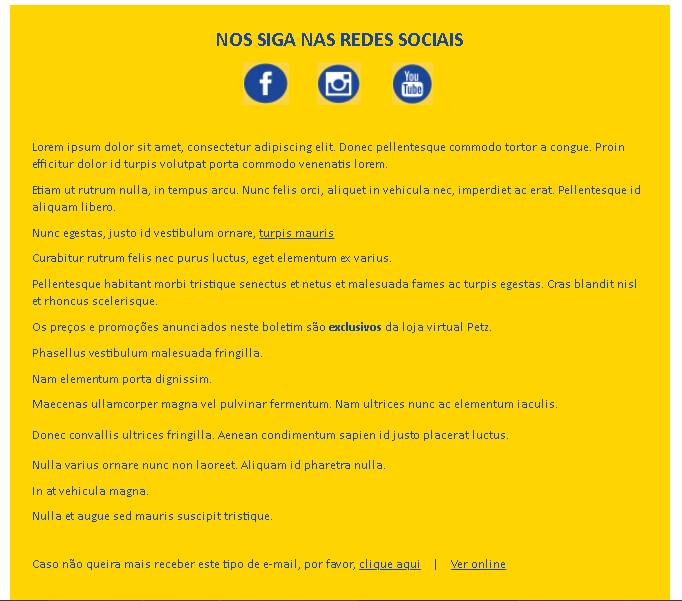 NOS SIGA NAS REDES SOCIAIS
f You Tube
Lorem ipsum dolor sit amet, consectetur adipiscing elit. Donec pellentesque commodo tortor a congue. Proin
efficitur dolor id turpis volutpat porta commodo venenatis lorem.
Etiam ut rutrum nulla, in tempus arcu. Nunc felis orci, aliquet in vehicula nec, imperdiet ac erat. Pellentesque id
aliquam libero.
Nunc egestas, justo id vestibulum ornare, turpis mauris
Curabitur rutrum felis nec purus luctus, eget elementum ex varius.
Pellentesque habitant morbi tristique senectus et netus et malesuada fames ac turpis egestas. Cras blandit nisl
et rhoncus scelerisque.
Os preços e promoções anunciados neste boletim são exclusivos da loja virtual Petz.
Phasellus vestibulum malesuada fringilla.
Nam elementum porta dignissim.
Maecenas ullamcorper magna vel pulvinar fermentum. Nam ultrices nunc ac elementum iaculis.
Donec convallis ultrices fringilla. Aenean condimentum sapien id justo placerat luctus.
Nulla varius ornare nunc non laoreet. Aliquam id pharetra nulla.
In at vehicula magna.
Nulla et augue sed mauris suscipit tristique.
Caso não queira mais receber este tipo de e-mail, por favor, clique aqui | Ver online